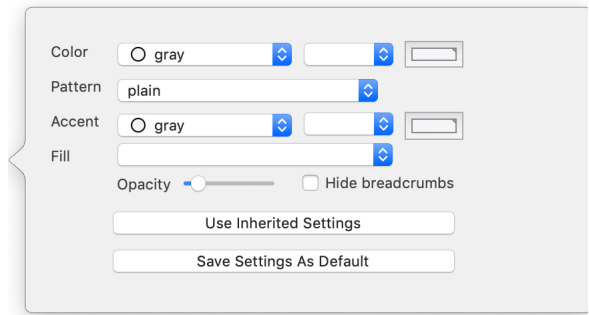 Color gray
Pattern plain
Accent gray
Fill
Opacity Hide breadcrumbs
Use Inherited Settings
Save Settings As Default